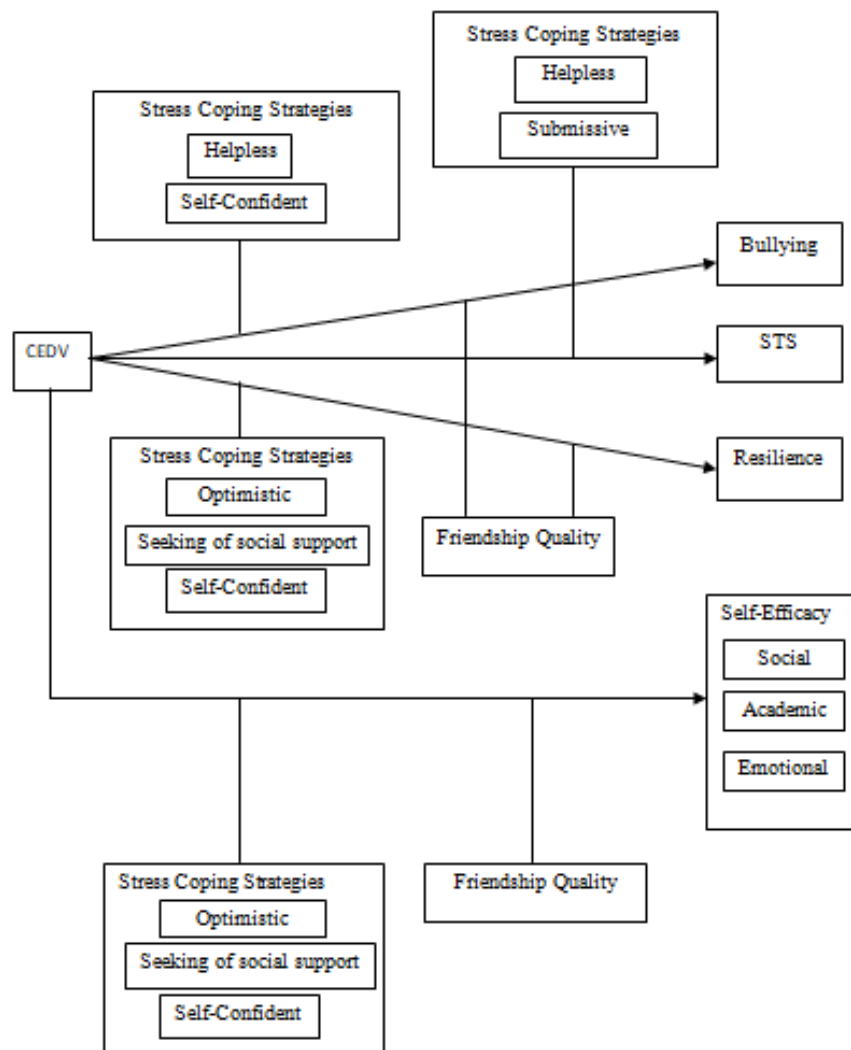 Stress Coping Strategies
Helpless
Submissive
Stress Coping Strategies
Helpless
Self-Confident
Bullying
CEDV
STS
Resilience
Stress Coping Strategies
Optimistic
Seeking of social support
Self-Confident
Friendship Quality
Self-Efficacy
Social
Academic
Emotional
Stress Coping Strategies
Optimistic
Seeking of social support
Self-Confident
Friendship Quality